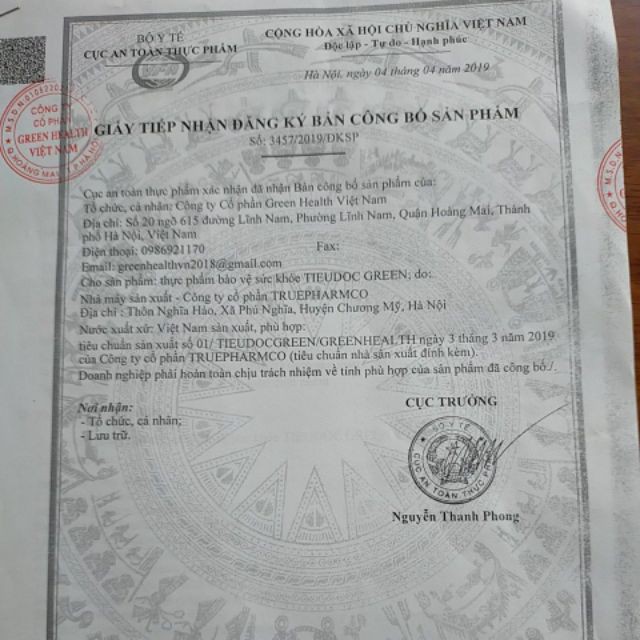 BỘ Y TẾ
CỤC AN TOÀN THỰC PHẨM
CỘNG HÒA XÃ HỘI CHỦ NGHĨA VIỆT NAM
Độc lập - Tự do - Hạnh phúc
Hà Nội, ngày 04 tháng 04 năm 2019
CÔNG TY
CỔ PHẦN
GREEN HEALTH
VIỆT NAM
GIẤY TIẾP NHẬN ĐĂNG KÝ BẢN CÔNG BỐ SẢN PHẨM
Số: 3457/2019/ĐKSP
Cục an toàn thực phẩm xác nhận đã nhận Bản công bố sản phẩm của:
Tổ chức, cá nhân: Công ty Cổ phần Green Health Việt Nam
Địa chỉ: Số 20 ngõ 615 đường Lĩnh Nam, Phường Lĩnh Nam, Quận Hoàng Mai, Thành
phố Hà Nội, Việt Nam
Điện thoại: 0986921170 Fax:
Email: greenhealthvn2018@gmail.com
Cho sản phẩm: thực phẩm bảo vệ sức khỏe TIEUDOC GREEN; do:
Nhà máy sản xuất - Công ty cổ phần TRUEPHARMCO
Địa chỉ : Thôn Nghĩa Hảo, Xã Phú Nghĩa, Huyện Chương Mỹ, Hà Nội
Nước xuất xứ: Việt Nam sản xuất, phù hợp:
tiêu chuẩn sản xuất số 01/ TIEUDOCGREEN/GREENHEALTH ngày 3 tháng 3 năm 2019
của Công ty cổ phần TRUEPHARMCO (tiêu chuẩn nhà sản xuất đính kèm).
Doanh nghiệp phải hoàn toàn chịu trách nhiệm về tính phù hợp của sản phẩm đã công bố./.
Nơi nhận:
- Tổ chức, cá nhân;
- Lưu trữ.
CỤC TRƯỞNG
SỞ Y TẾ
CỤC AN TOÀN THỰC PHẨM
Nguyễn Thanh Phong